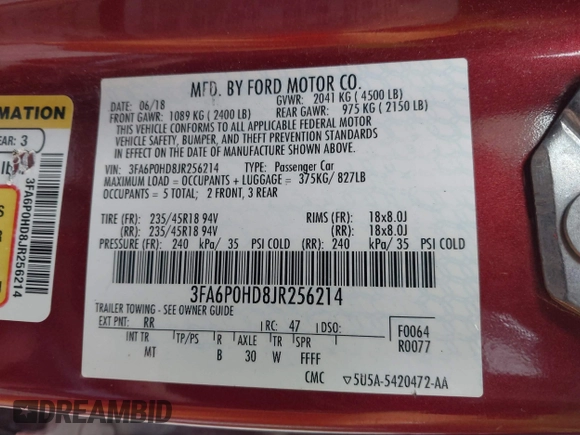 MFD. BY FORD MOTOR CO.
DATE: 06/18 GVWR: 2041 KG ( 4500 LB)
FRONT GAWR: 1089 KG ( 2400 LB) REAR GAWR: 975 KG ( 2150 LB)
THIS VEHICLE CONFORMS TO ALL APPLICABLE FEDERAL MOTOR
VEHICLE SAFETY, BUMPER, AND THEFT PREVENTION STANDARDS
IN EFFECT ON THE DATE OF MANUFACTURE SHOWN ABOVE.
VIN: 3FA6P0HD8JR256214 TYPE: Passenger Car
MAXIMUM LOAD = OCCUPANTS + LUGGAGE = 375KG/ 827LB
OCCUPANTS = 5 TOTAL; 2 FRONT, 3 REAR
TIRE (FR): 235/45R18 94V RIMS (FR): 18x8.0J
(RR): 235/45R18 94V (RR): 18x8.0J
PRESSURE (FR): 240 kPa/ 35 PSI COLD (RR): 240 kPa/ 35 PSI COLD
3FA6P0HD8JR256214
TRAILER TOWING - SEE OWNER GUIDE
EXT PNT: RR RC: 47 DSO:
INT TR TP/PS R AXLE TR SPR
MT B 30 W FFFF
F0064
R0077
CMC ▽5U5A-5420472-AA
MATION
EAR: 3
lb
3FA6P0HD8JR256214
DREAMBID